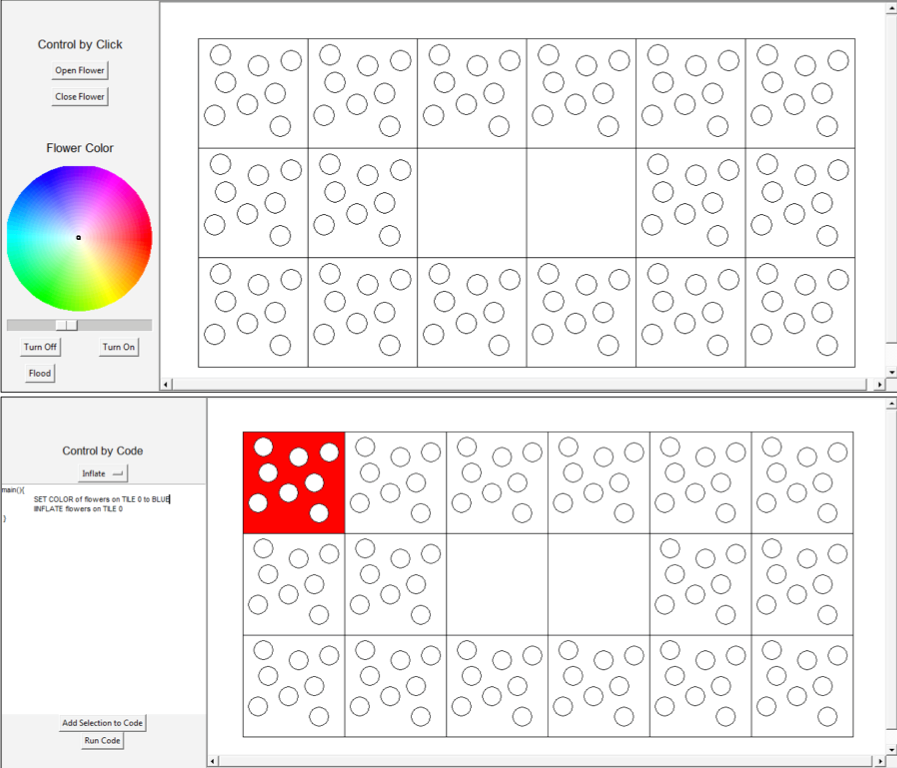 Control by Click
Open Flower
Close Flower
Flower Color
Turn Off
Turn On
Flood
Control by Code
Inflate
main(){
SET COLOR of flowers on TILE 0 to BLUE
IINFLATE flowers on TILE 0
}
Add Selection to Code
Run Code